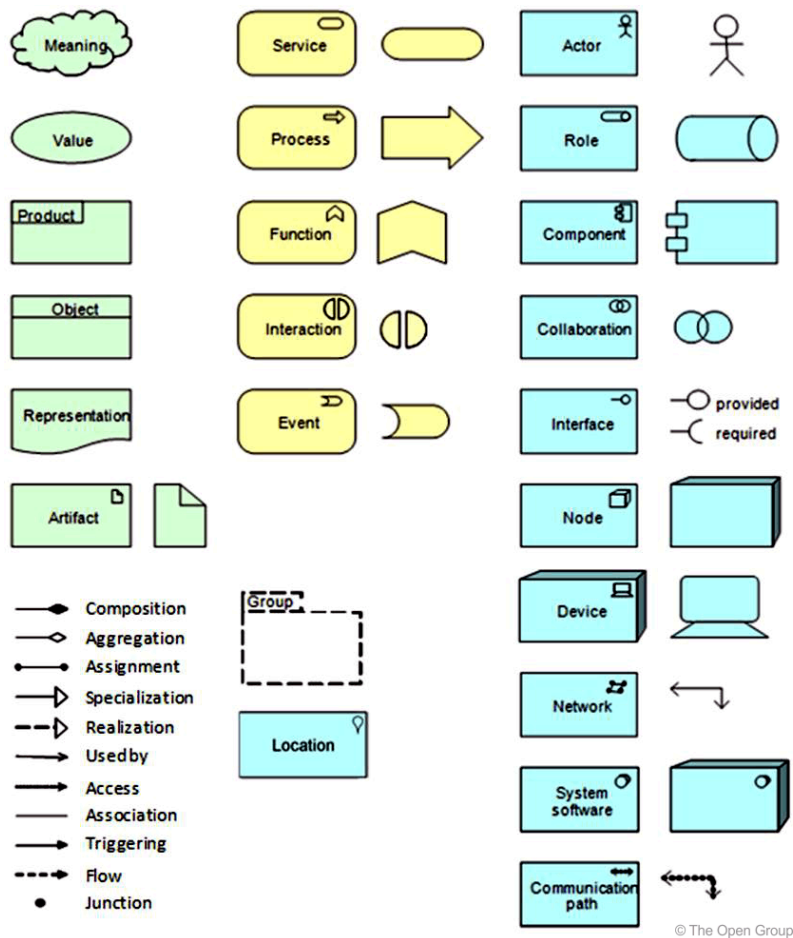 Meaning
Service
Actor
Value
Process
Role
Product
Function
Component
Object
Interaction
Collaboration
Representation
Event
Interface
provided
required
Artifact
Node
Composition
Aggregation
Assignment
Specialization
Realization
Used by
Access
Association
Triggering
Flow
Junction
Group
Location
Device
Network
System
software
Communication
path
© The Open Group